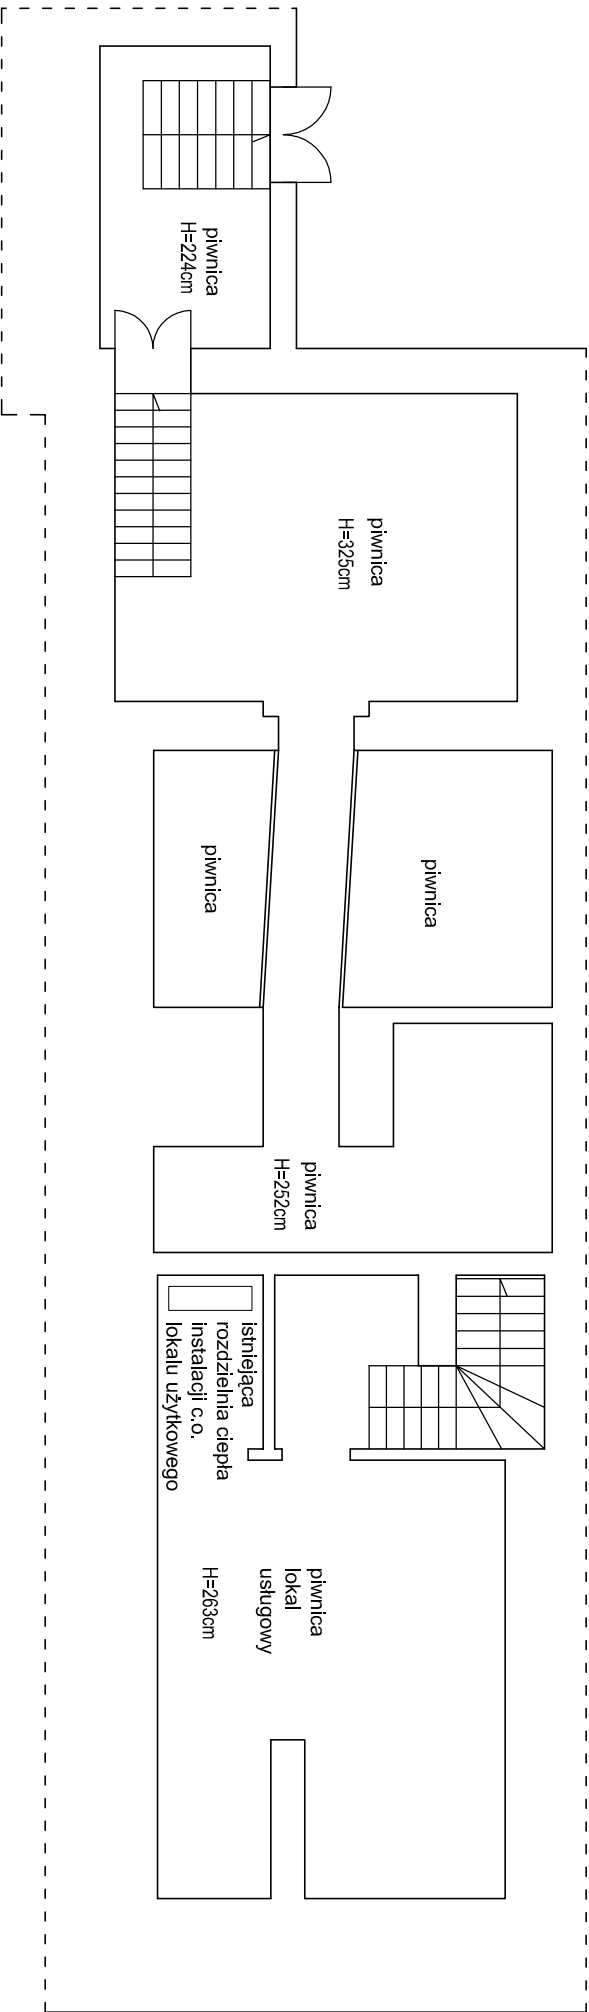 piwnica
H=224cm
piwnica
H=325cm
piwnica
piwnica
piwnica
H=252cm
istniejąca
rozdzielnia ciepła
instalacji c.o.
lokalu użytkowego
piwnica
lokal
usługowy
H=263cm